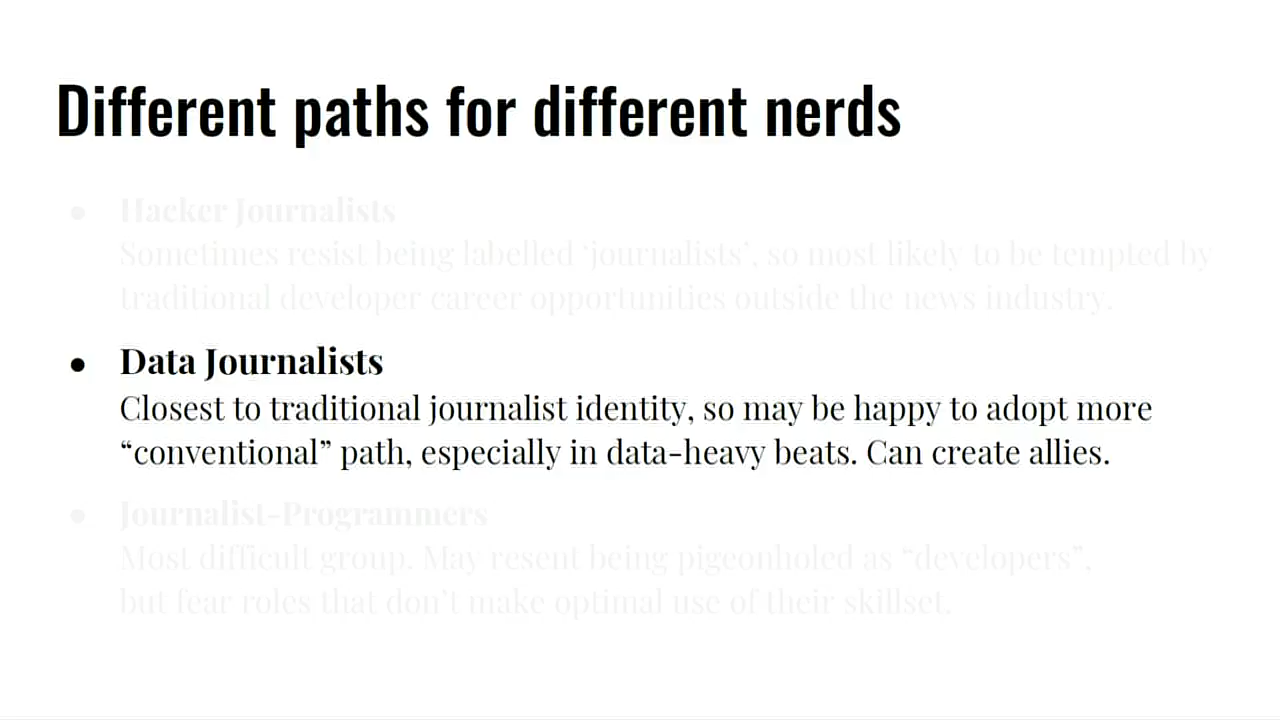 Different paths for different nerds
● Hacker Journalists
Sometimes resist being labelled ‘journalists’, so most likely to be tempted by
traditional developer career opportunities outside the news industry.
● Data Journalists
Closest to traditional journalist identity, so may be happy to adopt more
“conventional” path, especially in data-heavy beats. Can create allies.
● Journalist-Programmers
Most difficult group. May resent being pigeonholed as “developers”,
but fear roles that don’t make optimal use of their skillset.